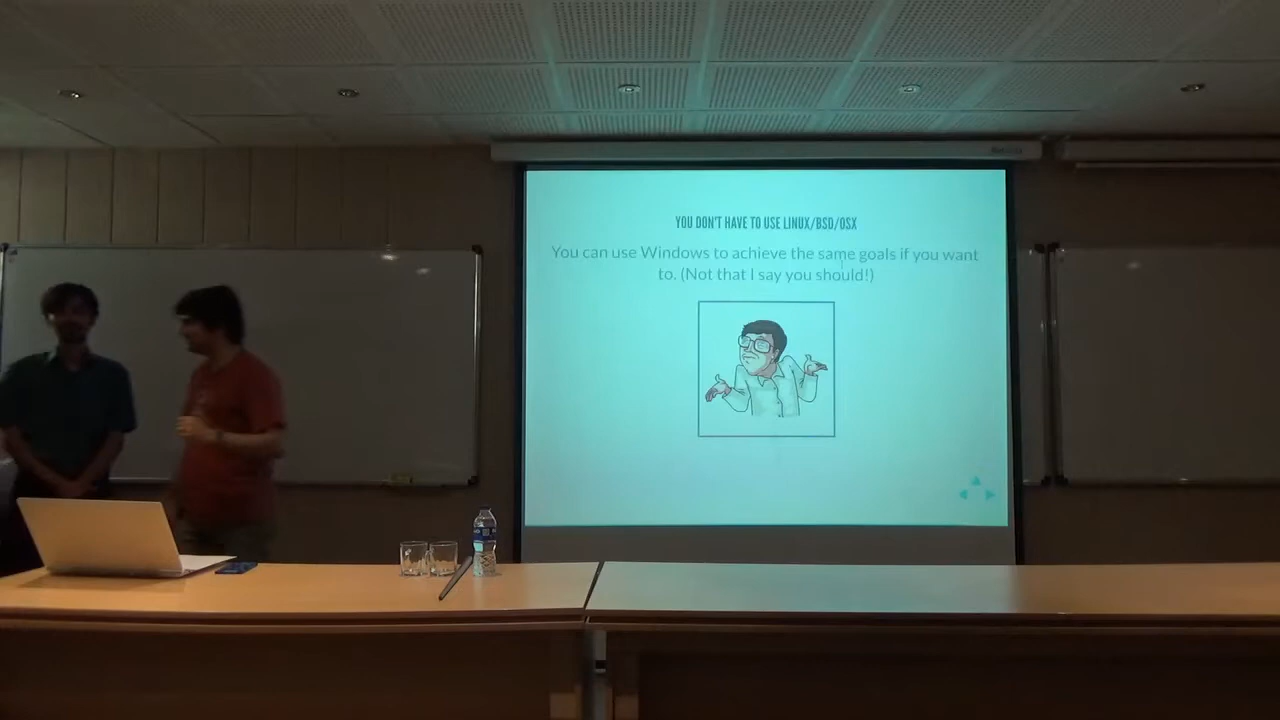 YOU DON'T HAVE TO USE LINUX/BSD/OSX
You can use Windows to achieve the same goals if you want
to. (Not that I say you should!)